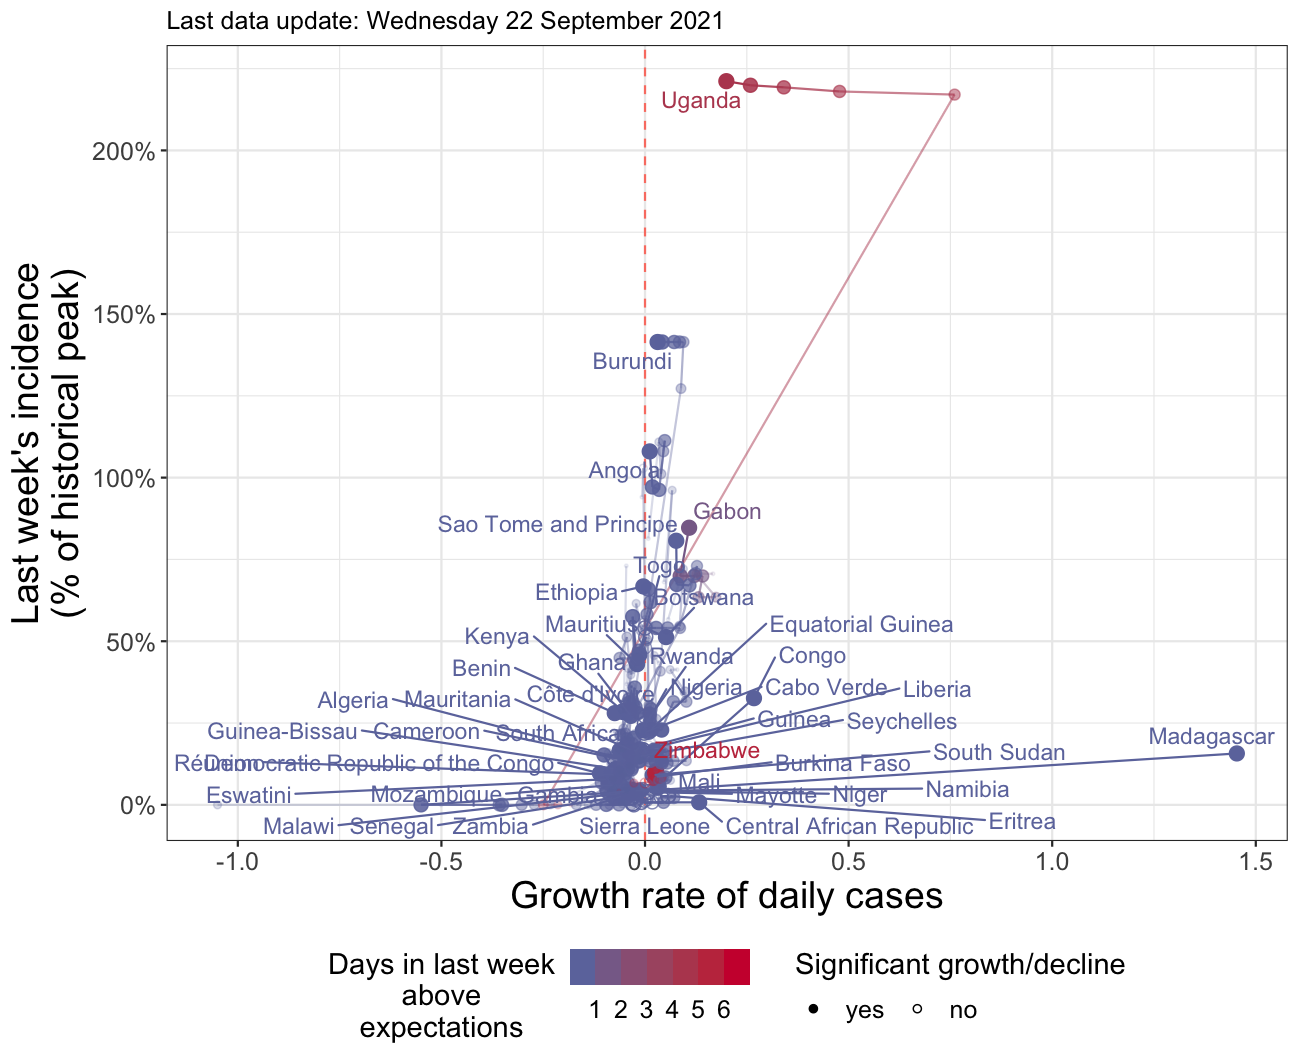 Last data update: Wednesday 22 September 2021
Last week's incidence
(% of historical peak)
200%
150%
100%
50%
0%
Uganda
Burundi
Angola
Gabon
Sao Tome and Principe
Togo
Ethiopia
Botswana
Mauritius
Equatorial Guinea
Kenya
Ghana
Rwanda
Congo
Benin
Côte d'Ivoire
Nigeria
Cabo Verde
Liberia
Algeria
Mauritania
Guinea
Seychelles
Guinea-Bissau
Cameroon
South Africa
Madagascar
Zimbabwe
South Sudan
Réunion
Democratic Republic of the Congo
Burkina Faso
Mali
Namibia
Eswatini
Mozambique
Gambia
Mayotte
Niger
Malawi
Senegal
Zambia
Sierra Leone
Central African Republic
Eritrea
-1.0
-0.5
0.0
0.5
1.0
1.5
Growth rate of daily cases
Days in last week
above
expectations
1 2 3 4 5 6
Significant growth/decline
yes
no